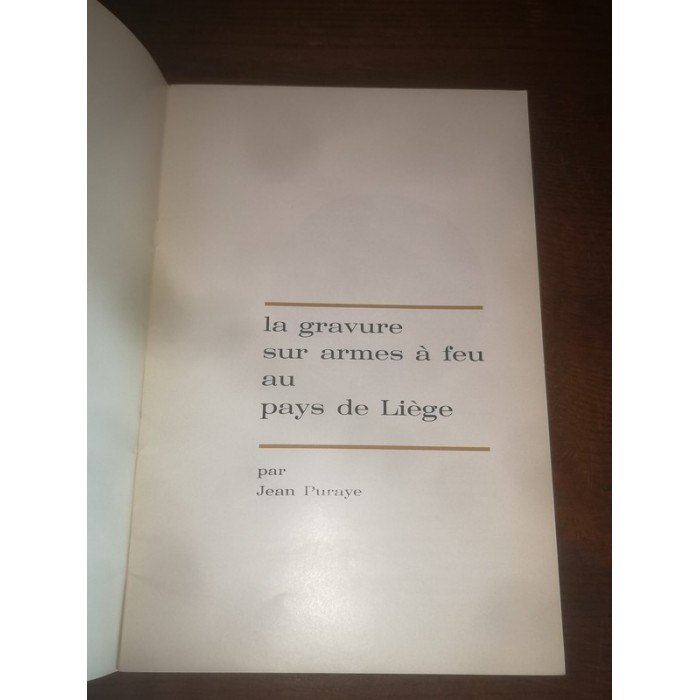 la gravure
sur armes à feu
au
pays de Liège
par
Jean Puraye